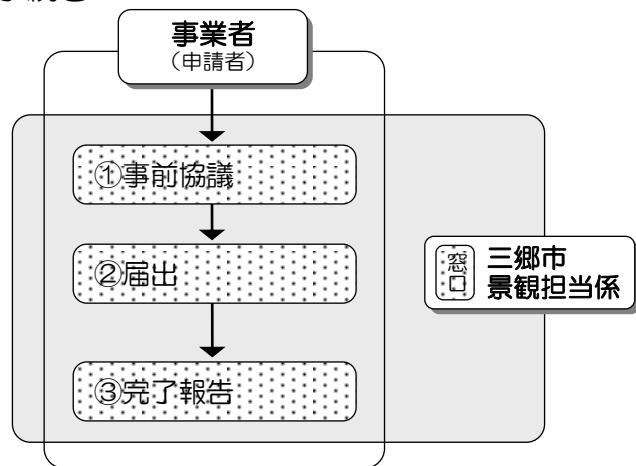 事業者
（申請者）
①事前協議
②届出
③完了報告
窓口
三郷市
景観担当係